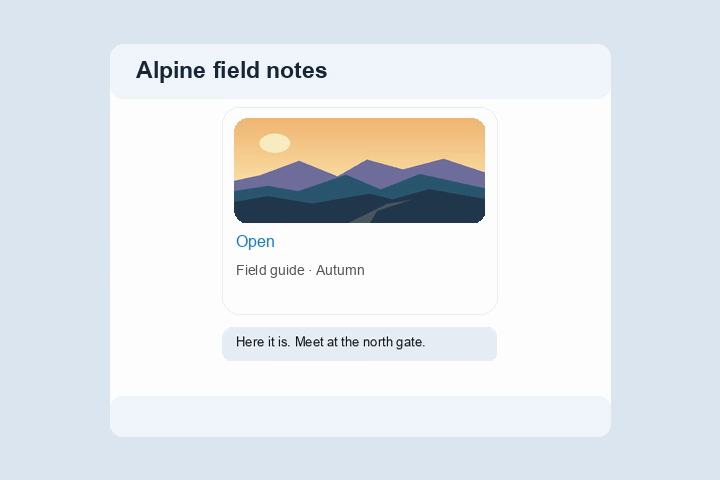 Alpine field notes
Open
Field guide · Autumn
Here it is. Meet at the north gate.